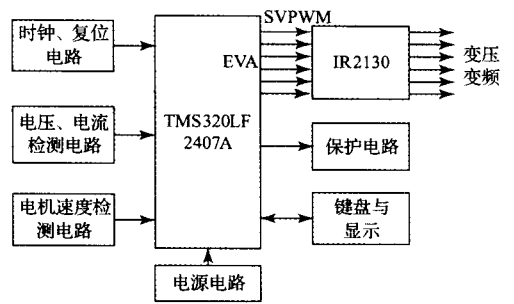 时钟、复位
电路
电压、电流
检测电路
电机速度检
测电路
TMS320LF
2407A
SVPWM
EVA
IR2130
变压
变频
保护电路
键盘与
显示
电源电路